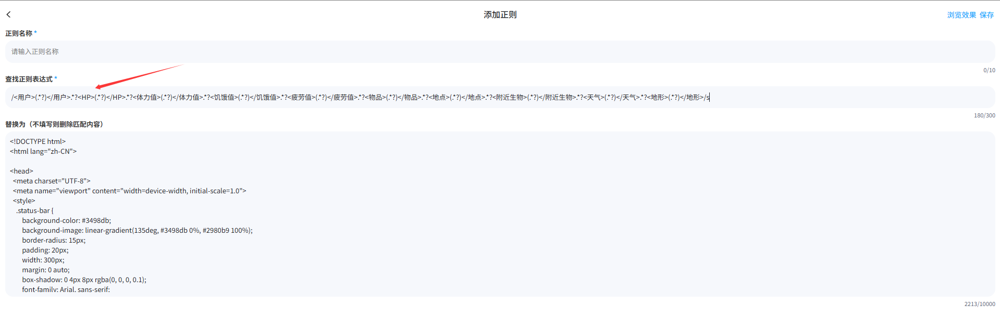 添加正则
浏览效果 保存
正则名称 *
请输入正则名称
0/10
查找正则表达式 *
/<用户>(.*?)</用户>.*?<HP>(.*?)</HP>.*?<体力值>(.*?)</体力值>.*?<饥饿值>(.*?)</饥饿值>.*?<疲劳值>(.*?)</疲劳值>.*?<物品>(.*?)</物品>.*?<地点>(.*?)</地点>.*?<附近生物>(.*?)</附近生物>.*?<天气>(.*?)</天气>.*?<地形>(.*?)</地形>/s
180/300
替换为（不填写则删除匹配内容）
<!DOCTYPE html>
<html lang="zh-CN">
<head>
<meta charset="UTF-8">
<meta name="viewport" content="width=device-width, initial-scale=1.0">
<style>
.status-bar {
background-color: #3498db;
background-image: linear-gradient(135deg, #3498db 0%, #2980b9 100%);
border-radius: 15px;
padding: 20px;
width: 300px;
margin: 0 auto;
box-shadow: 0 4px 8px rgba(0, 0, 0, 0.1);
font-family: Arial, sans-serif;
2213/10000